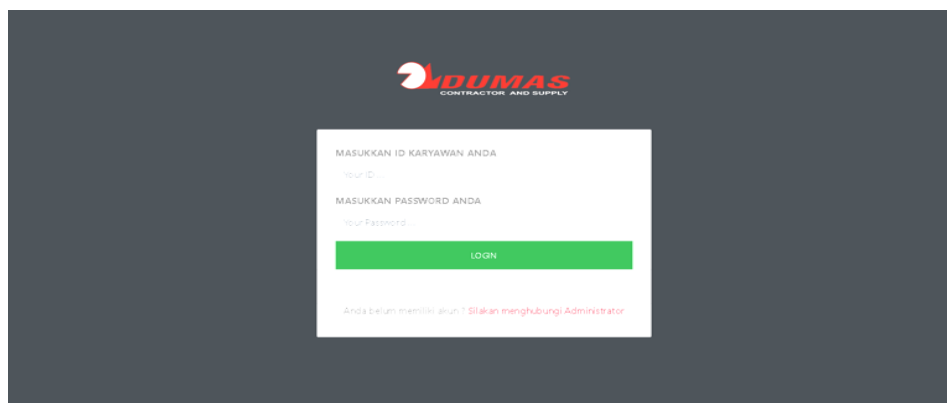 DUMAS
CONTRACTOR AND SUPPLY
MASUKKAN ID KARYAWAN ANDA
Your ID...
MASUKKAN PASSWORD ANDA
Your Password...
LOGIN
Anda belum memiliki akun ? Silakan menghubungi Administrator